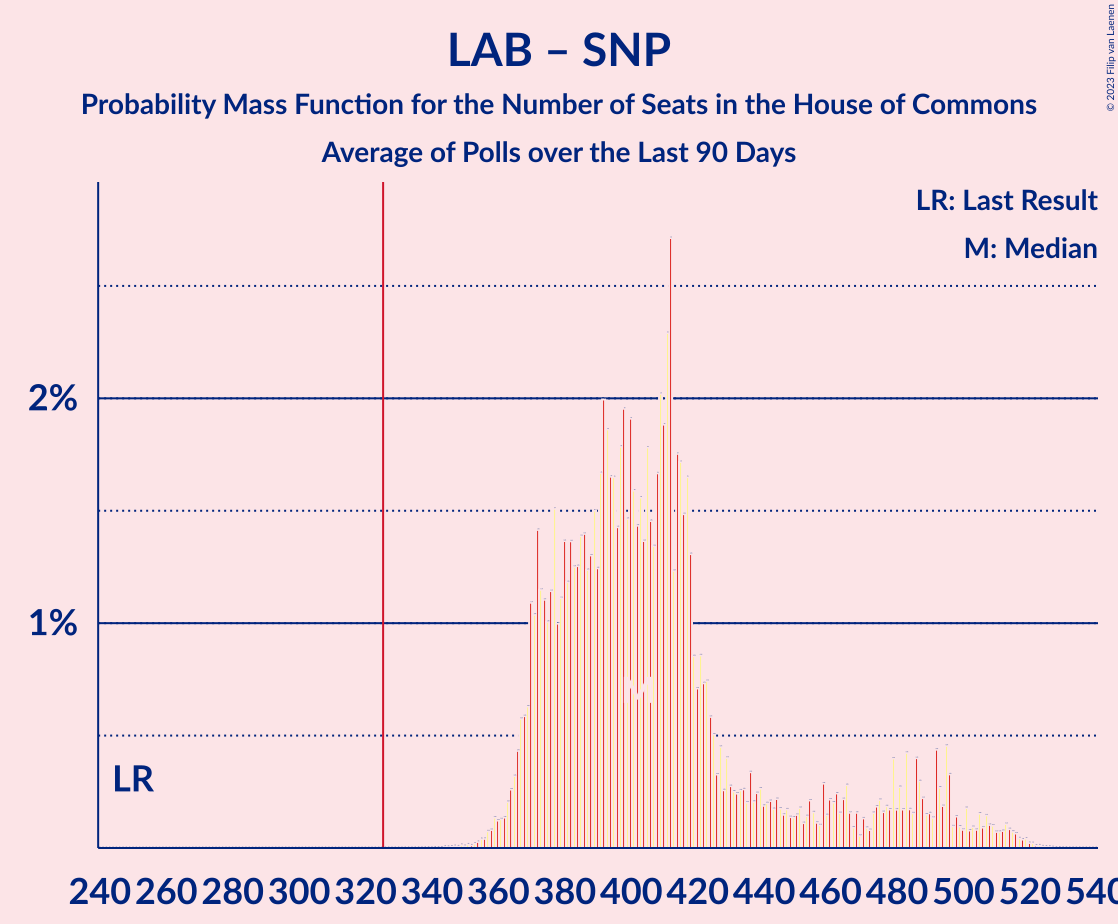 LAB – SNP
Probability Mass Function for the Number of Seats in the House of Commons
Average of Polls over the Last 90 Days
© 2023 Filip van Laenen
LR: Last Result
M: Median
2%
1%
LR
M
240 260 280 300 320 340 360 380 400 420 440 460 480 500 520 540